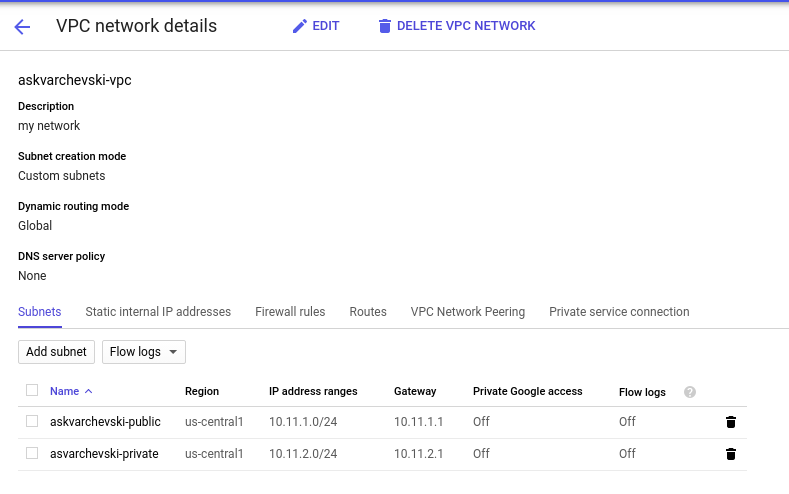 VPC network details EDIT DELETE VPC NETWORK
askvarchevski-vpc
Description
my network
Subnet creation mode
Custom subnets
Dynamic routing mode
Global
DNS server policy
None
Subnets Static internal IP addresses Firewall rules Routes VPC Network Peering Private service connection
Add subnet Flow logs
Name Region IP address ranges Gateway Private Google access Flow logs ?
askvarchevski-public us-central1 10.11.1.0/24 10.11.1.1 Off Off
asvarchevski-private us-central1 10.11.2.0/24 10.11.2.1 Off Off